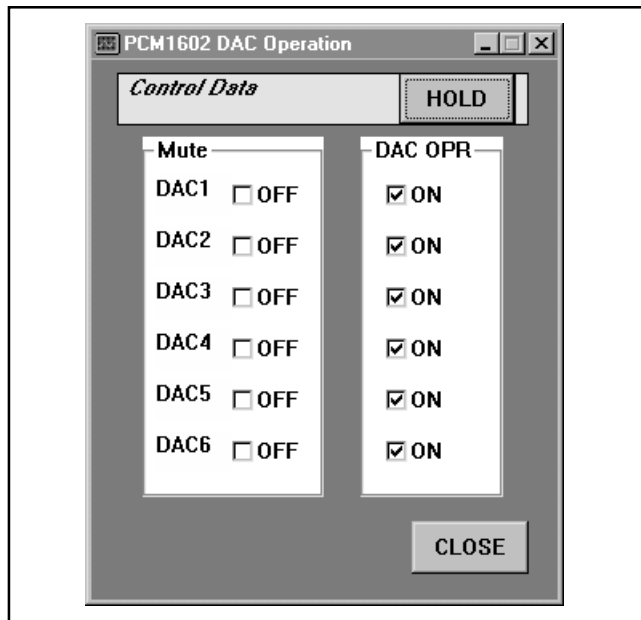 PCM1602 DAC Operation
Control Data
HOLD
Mute DAC OPR
DAC1 OFF ON
DAC2 OFF ON
DAC3 OFF ON
DAC4 OFF ON
DAC5 OFF ON
DAC6 OFF ON
CLOSE